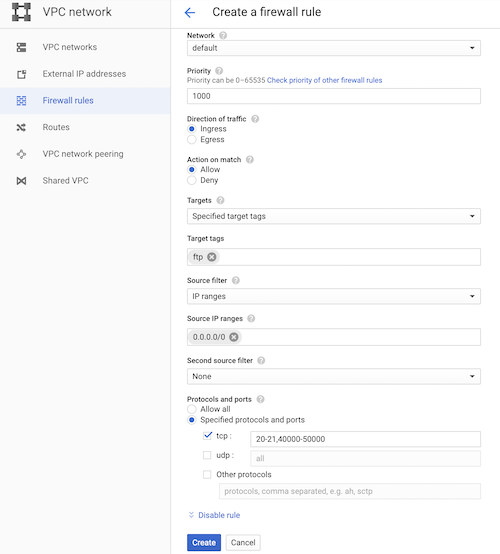 VPC network
VPC networks
External IP addresses
Firewall rules
Routes
VPC network peering
Shared VPC
Create a firewall rule
Network
default
Priority
Priority can be 0–65535 Check priority of other firewall rules
1000
Direction of traffic
Ingress
Egress
Action on match
Allow
Deny
Targets
Specified target tags
Target tags
ftp
Source filter
IP ranges
Source IP ranges
0.0.0.0/0
Second source filter
None
Protocols and ports
Allow all
Specified protocols and ports
tcp : 20-21,40000-50000
udp : all
Other protocols
protocols, comma separated, e.g. ah, sctp
Disable rule
Create Cancel